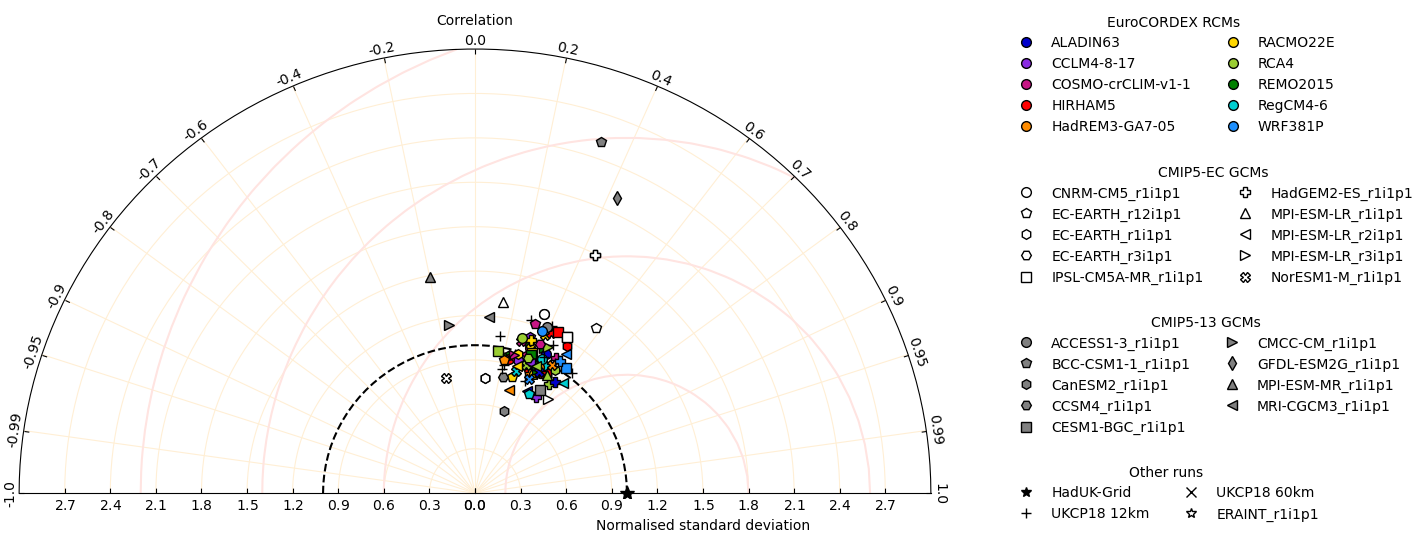 Correlation
-1.0
-0.99
-0.95
-0.9
-0.8
-0.7
-0.6
-0.4
-0.2
0.0
0.2
0.4
0.6
0.7
0.8
0.9
0.95
0.99
1.0
2.7 2.4 2.1 1.8 1.5 1.2 0.9 0.6 0.3 0.0 0.3 0.6 0.9 1.2 1.5 1.8 2.1 2.4 2.7
Normalised standard deviation
EuroCORDEX RCMs
ALADIN63 RACMO22E
CCLM4-8-17 RCA4
COSMO-crCLIM-v1-1 REMO2015
HIRHAM5 RegCM4-6
HadREM3-GA7-05 WRF381P
CMIP5-EC GCMs
CNRM-CM5_r1i1p1 HadGEM2-ES_r1i1p1
EC-EARTH_r12i1p1 MPI-ESM-LR_r1i1p1
EC-EARTH_r1i1p1 MPI-ESM-LR_r2i1p1
EC-EARTH_r3i1p1 MPI-ESM-LR_r3i1p1
IPSL-CM5A-MR_r1i1p1 NorESM1-M_r1i1p1
CMIP5-13 GCMs
ACCESS1-3_r1i1p1 CMCC-CM_r1i1p1
BCC-CSM1-1_r1i1p1 GFDL-ESM2G_r1i1p1
CanESM2_r1i1p1 MPI-ESM-MR_r1i1p1
CCSM4_r1i1p1 MRI-CGCM3_r1i1p1
CESM1-BGC_r1i1p1
Other runs
HadUK-Grid UKCP18 60km
UKCP18 12km ERAINT_r1i1p1